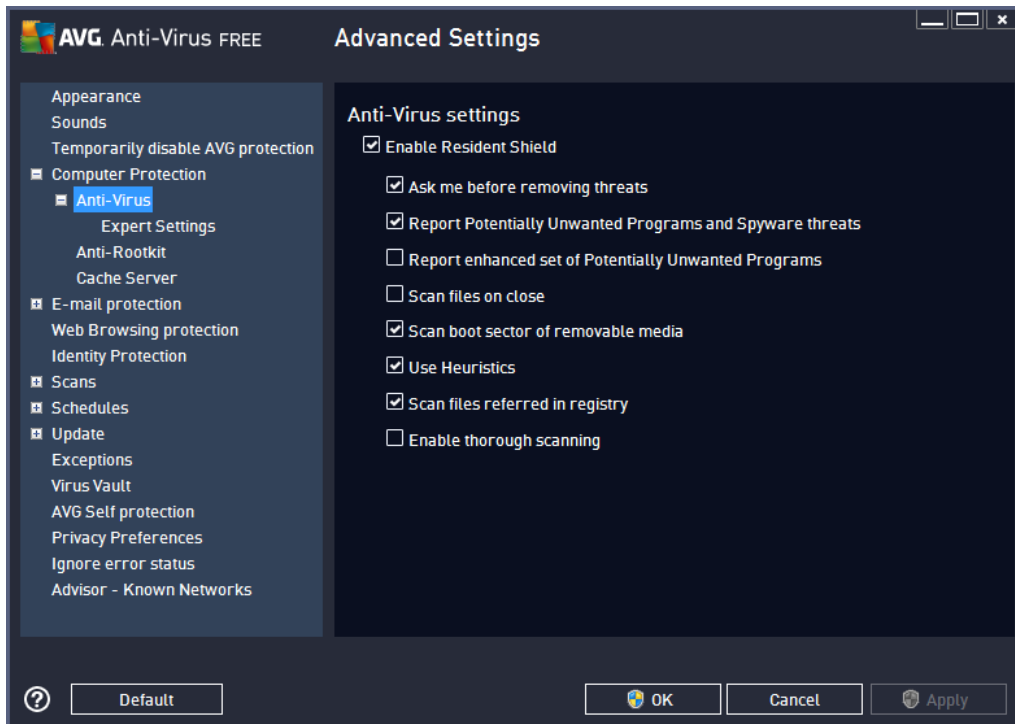 AVG. Anti-Virus FREE
Advanced Settings
Appearance
Sounds
Temporarily disable AVG protection
Computer Protection
Anti-Virus
Expert Settings
Anti-Rootkit
Cache Server
E-mail protection
Web Browsing protection
Identity Protection
Scans
Schedules
Update
Exceptions
Virus Vault
AVG Self protection
Privacy Preferences
Ignore error status
Advisor - Known Networks
Anti-Virus settings
Enable Resident Shield
Ask me before removing threats
Report Potentially Unwanted Programs and Spyware threats
Report enhanced set of Potentially Unwanted Programs
Scan files on close
Scan boot sector of removable media
Use Heuristics
Scan files referred in registry
Enable thorough scanning
? Default
OK
Cancel
Apply